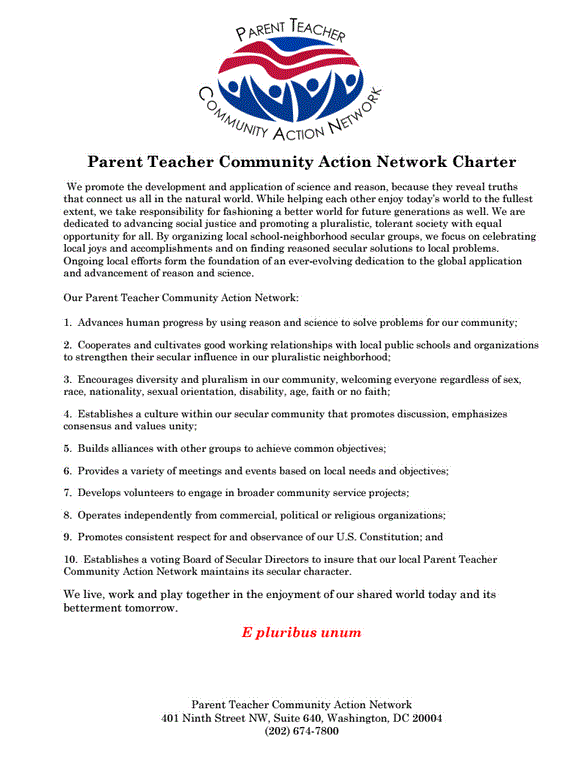 PARENT TEACHER
COMMUNITY ACTION NETWORK
Parent Teacher Community Action Network Charter
We promote the development and application of science and reason, because they reveal truths
that connect us all in the natural world. While helping each other enjoy today's world to the fullest
extent, we take responsibility for fashioning a better world for future generations as well. We are
dedicated to advancing social justice and promoting a pluralistic, tolerant society with equal
opportunity for all. By organizing local school-neighborhood secular groups, we focus on celebrating
local joys and accomplishments and on finding reasoned secular solutions to local problems.
Ongoing local efforts form the foundation of an ever-evolving dedication to the global application
and advancement of reason and science.
Our Parent Teacher Community Action Network:
1. Advances human progress by using reason and science to solve problems for our community;
2. Cooperates and cultivates good working relationships with local public schools and organizations
to strengthen their secular influence in our pluralistic neighborhood;
3. Encourages diversity and pluralism in our community, welcoming everyone regardless of sex,
race, nationality, sexual orientation, disability, age, faith or no faith;
4. Establishes a culture within our secular community that promotes discussion, emphasizes
consensus and values unity;
5. Builds alliances with other groups to achieve common objectives;
6. Provides a variety of meetings and events based on local needs and objectives;
7. Develops volunteers to engage in broader community service projects;
8. Operates independently from commercial, political or religious organizations;
9. Promotes consistent respect for and observance of our U.S. Constitution; and
10. Establishes a voting Board of Secular Directors to insure that our local Parent Teacher
Community Action Network maintains its secular character.
We live, work and play together in the enjoyment of our shared world today and its
betterment tomorrow.
E pluribus unum
Parent Teacher Community Action Network
401 Ninth Street NW, Suite 640, Washington, DC 20004
(202) 674-7800